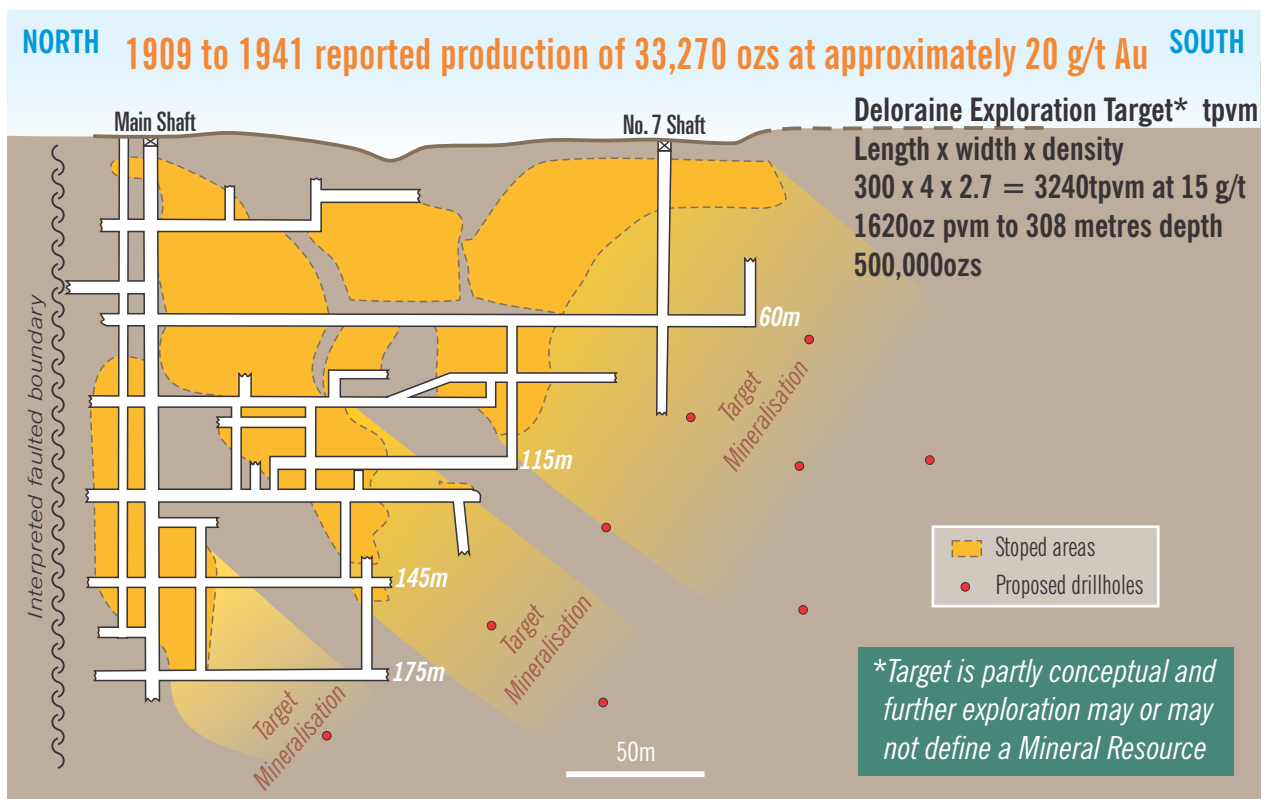 NORTH
1909 to 1941 reported production of 33,270 ozs at approximately 20 g/t Au
SOUTH
Main Shaft
No. 7 Shaft
Deloraine Exploration Target* tpvm
Length x width x density
300 x 4 x 2.7 = 3240tpvm at 15 g/t
1620oz pvm to 308 metres depth
500,000ozs
Interpreted faulted boundary
60m
115m
145m
175m
Target
Mineralisation
Target
Mineralisation
Target
Mineralisation
Stoped areas
Proposed drillholes
*Target is partly conceptual and
further exploration may or may
not define a Mineral Resource
50m